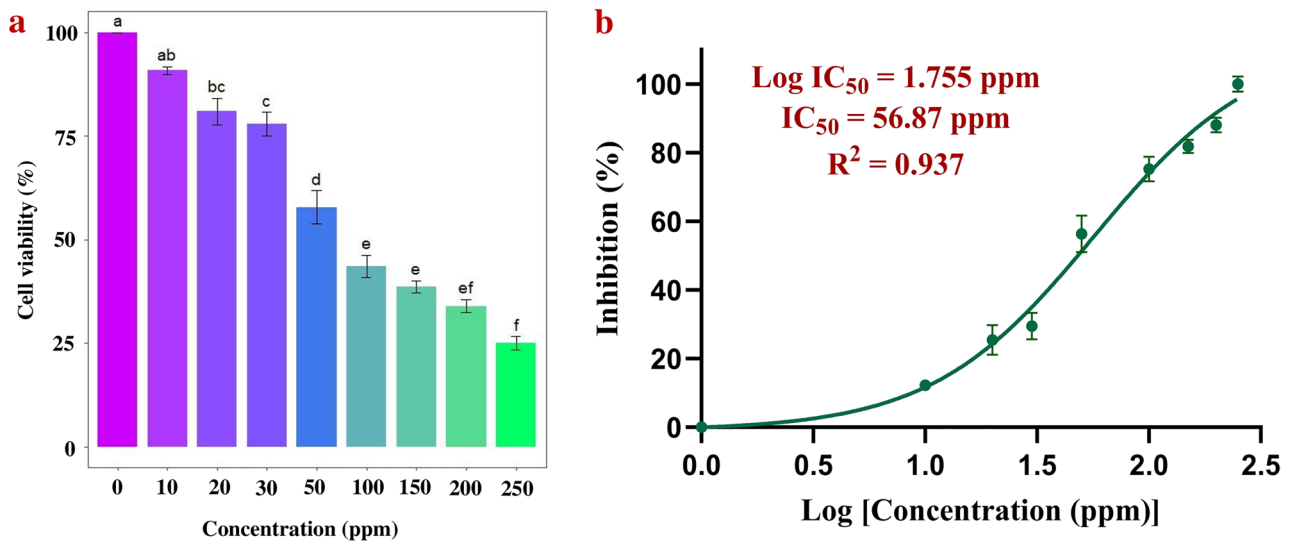 a
100
75
50
25
0
Cell viability (%)
a
ab
bc
c
d
e
e
ef
f
0 10 20 30 50 100 150 200 250
Concentration (ppm)
b
Log IC50 = 1.755 ppm
IC50 = 56.87 ppm
R2 = 0.937
100
80
60
40
20
0
Inhibition (%)
0.0 0.5 1.0 1.5 2.0 2.5
Log [Concentration (ppm)]